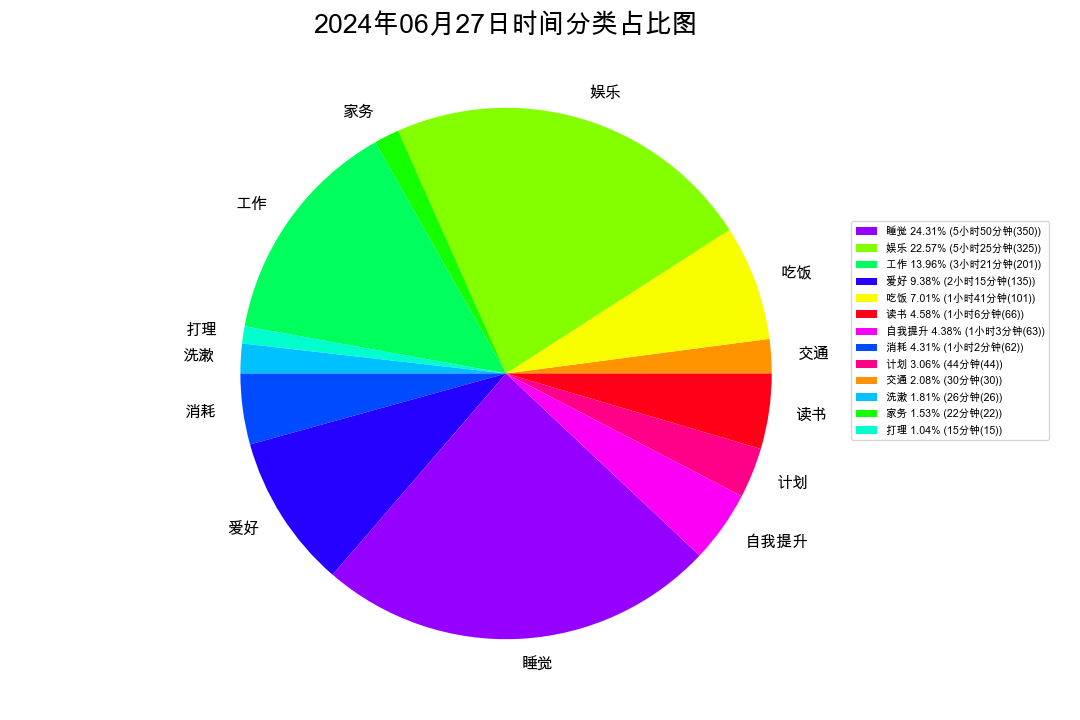 2024年06月27日时间分类占比图
娱乐
家务
工作
吃饭
打理
交通
洗漱
消耗
读书
计划
爱好
自我提升
睡觉
睡觉 24.31% (5小时50分钟(350))
娱乐 22.57% (5小时25分钟(325))
工作 13.96% (3小时21分钟(201))
爱好 9.38% (2小时15分钟(135))
吃饭 7.01% (1小时41分钟(101))
读书 4.58% (1小时6分钟(66))
自我提升 4.38% (1小时3分钟(63))
消耗 4.31% (1小时2分钟(62))
计划 3.06% (44分钟(44))
交通 2.08% (30分钟(30))
洗漱 1.81% (26分钟(26))
家务 1.53% (22分钟(22))
打理 1.04% (15分钟(15))